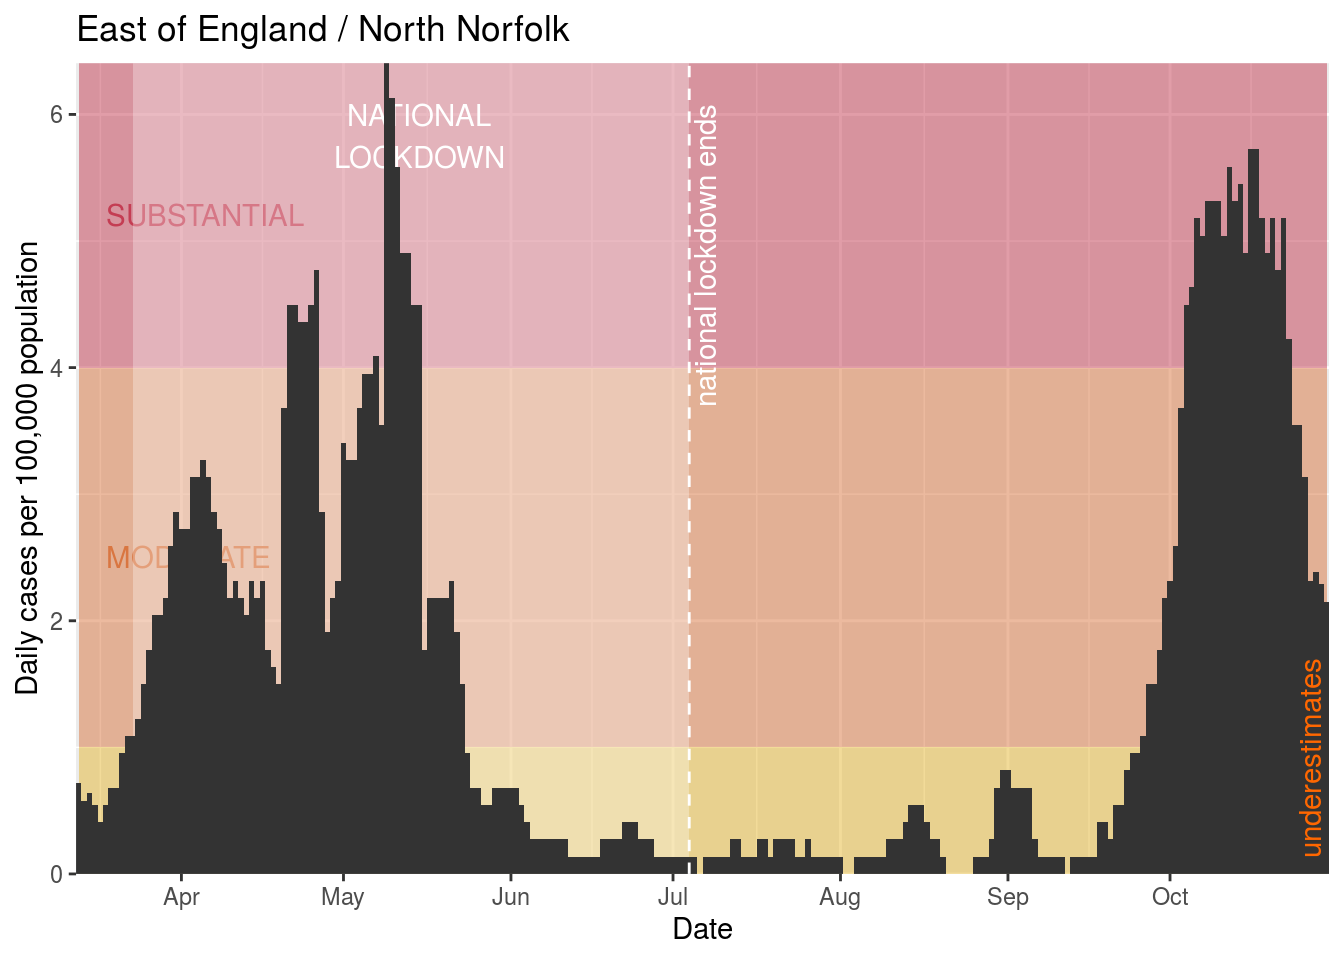 East of England / North Norfolk
Daily cases per 100,000 population
6
4
2
0
NATIONAL
LOCKDOWN
SUBSTANTIAL
MODERATE
national lockdown ends
underestimates
Apr May Jun Jul Aug Sep Oct
Date